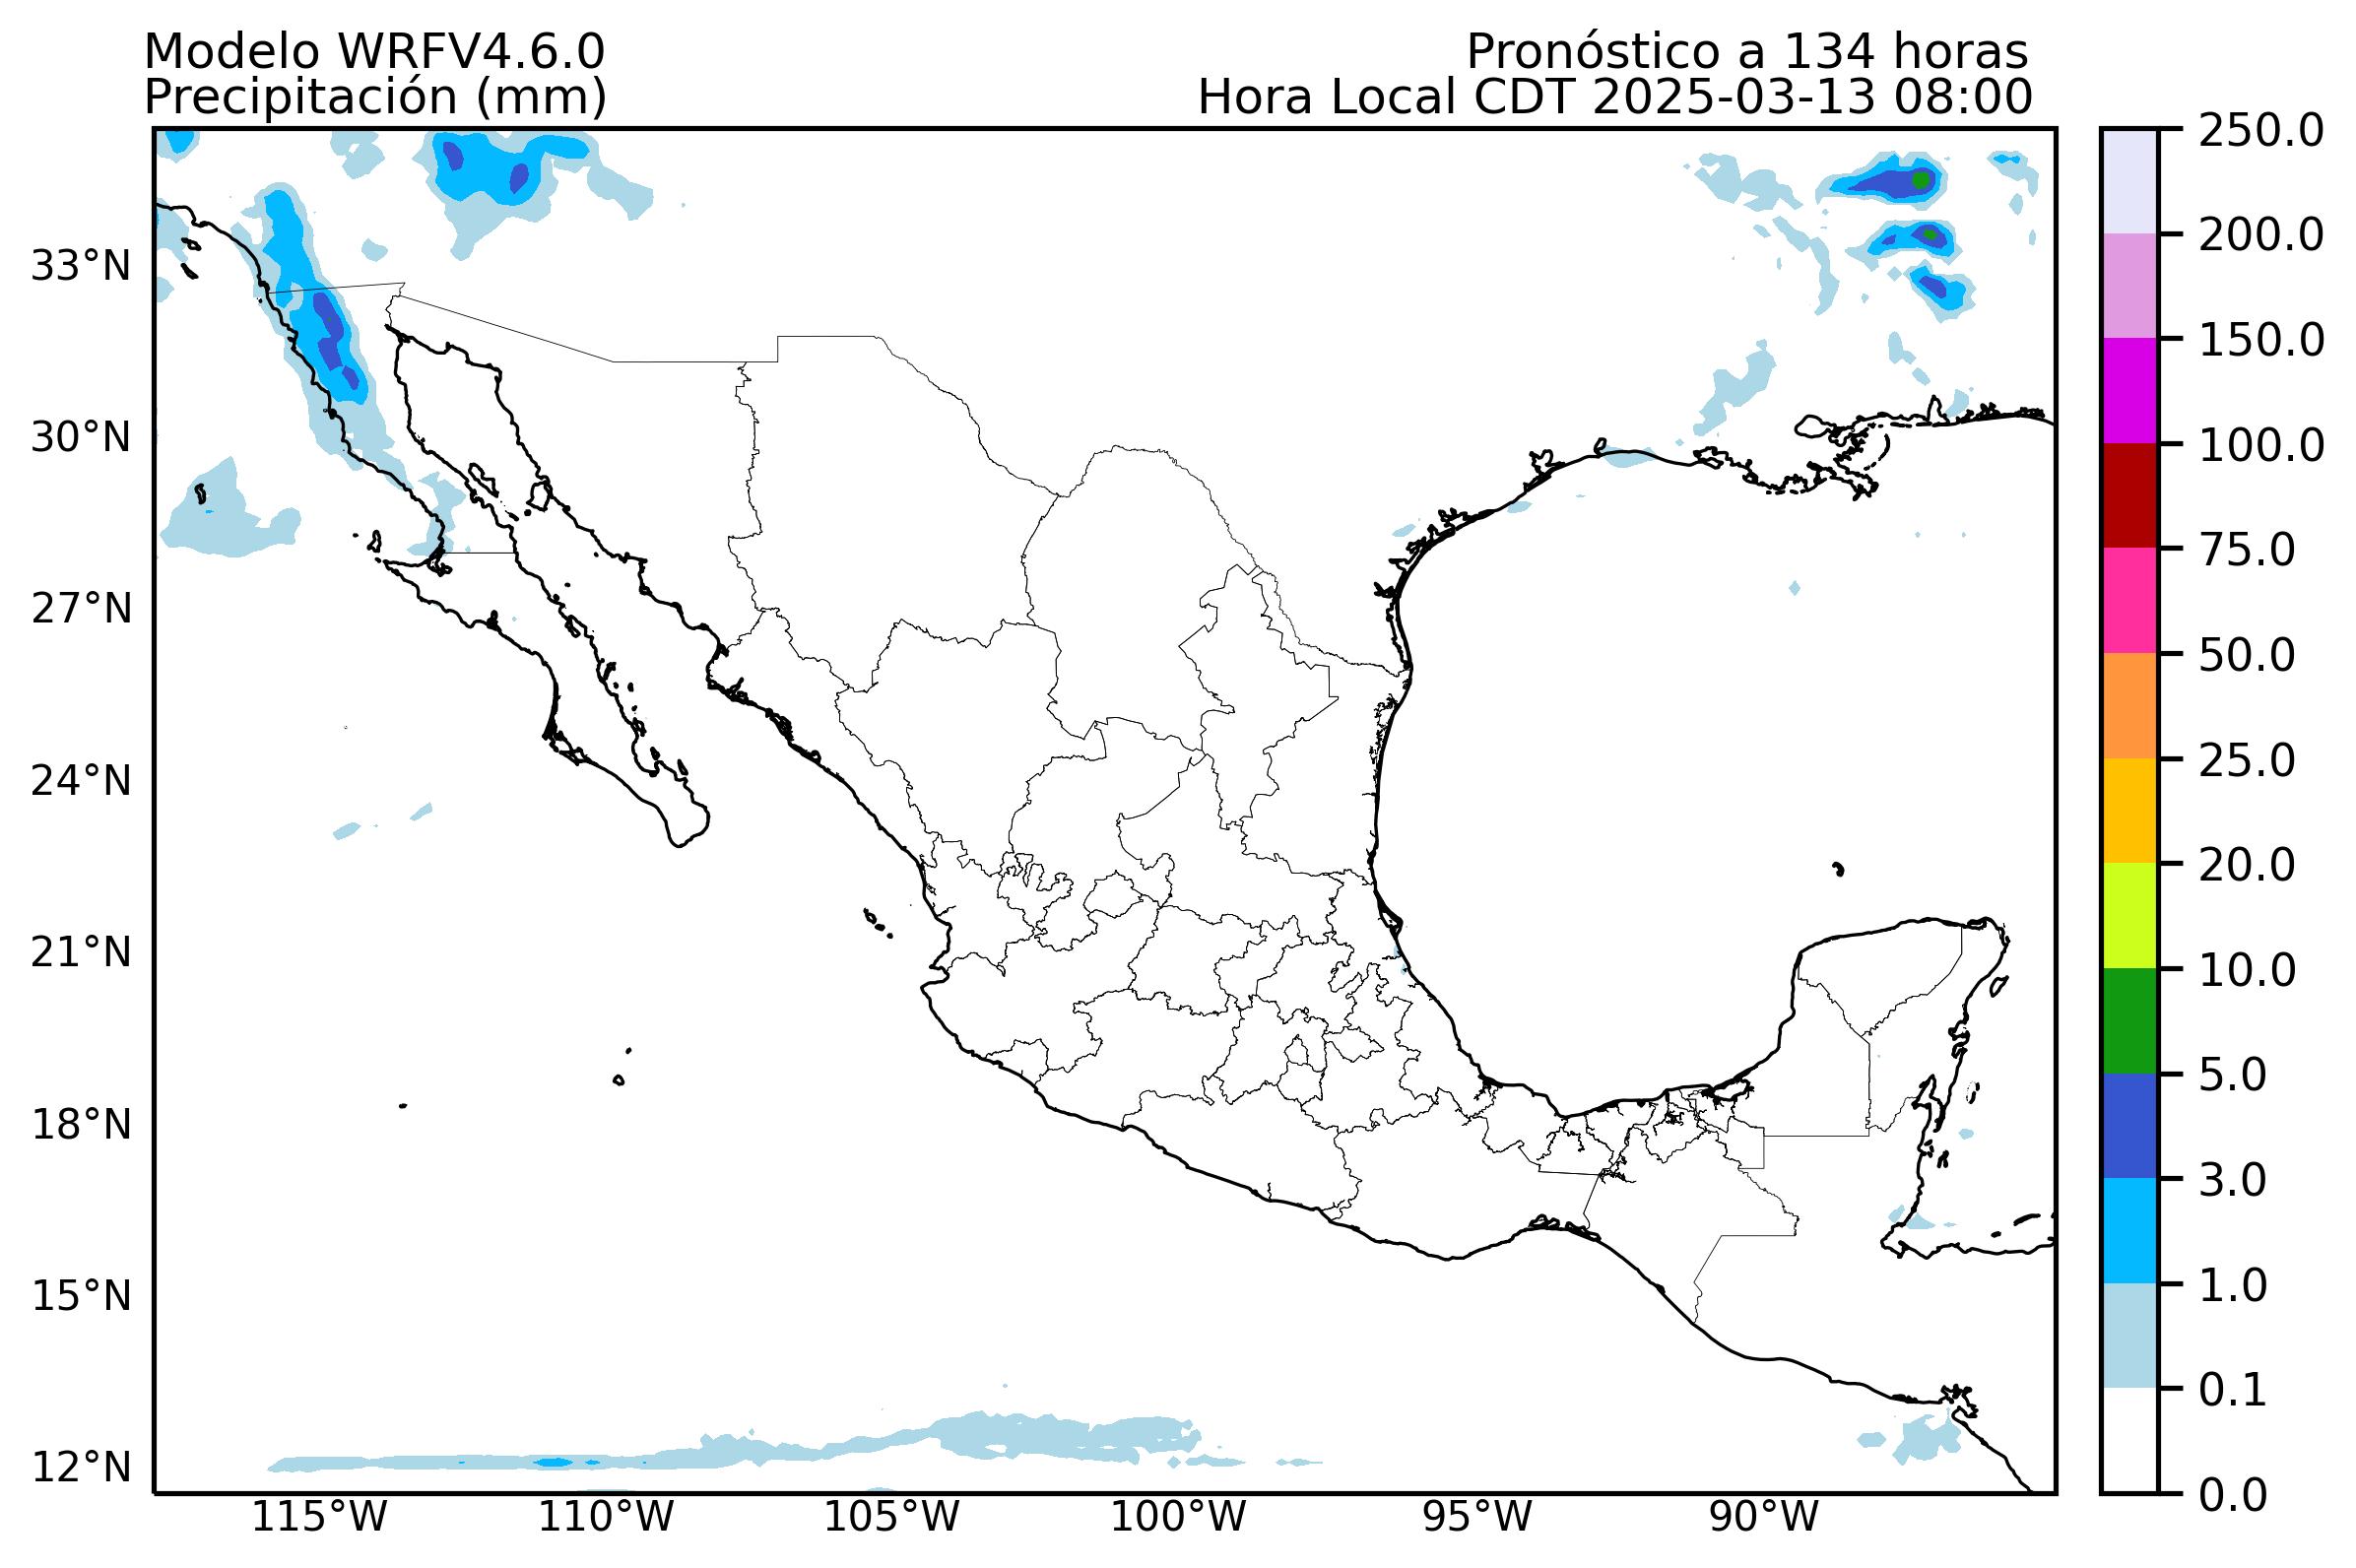 Modelo WRFV4.6.0
Precipitación (mm)
Pronóstico a 134 horas
Hora Local CDT 2025-03-13 08:00
33°N
30°N
27°N
24°N
21°N
18°N
15°N
12°N
115°W
110°W
105°W
100°W
95°W
90°W
250.0
200.0
150.0
100.0
75.0
50.0
25.0
20.0
10.0
5.0
3.0
1.0
0.1
0.0